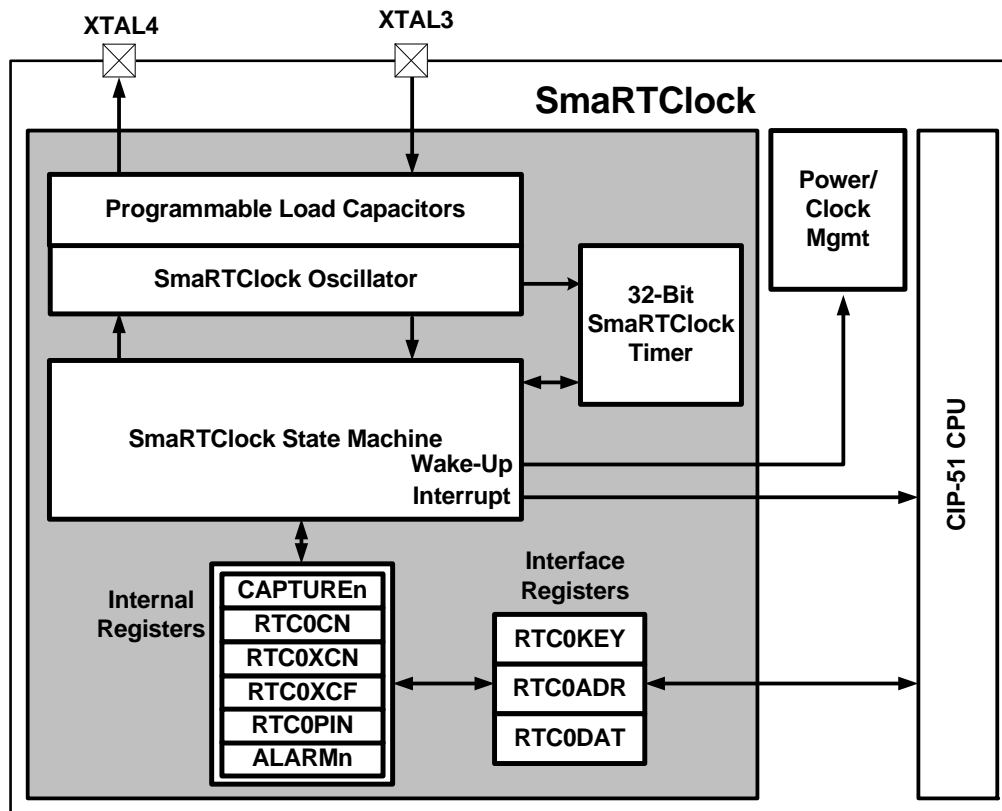 XTAL4
XTAL3
SmaRTClock
Programmable Load Capacitors
SmaRTClock Oscillator
32-Bit
SmaRTClock
Timer
Power/
Clock
Mgmt
CIP-51 CPU
SmaRTClock State Machine
Wake-Up
Interrupt
Internal
Registers
CAPTUREn
RTC0CN
RTC0XCN
RTC0XCF
RTC0PIN
ALARMn
Interface
Registers
RTC0KEY
RTC0ADR
RTC0DAT